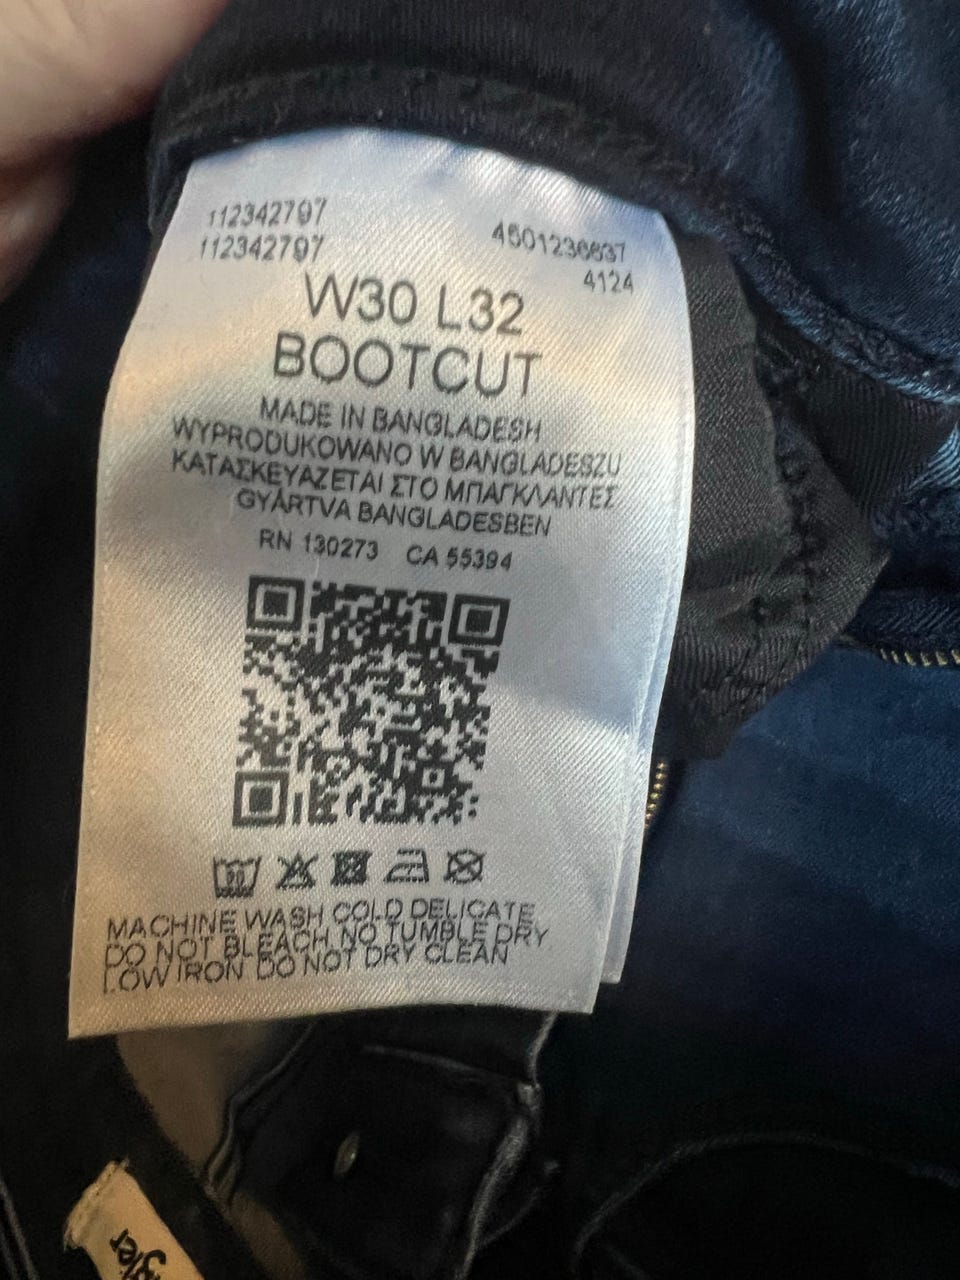 112342797
112342797
4501236637
4124
W30 L32
BOOTCUT
MADE IN BANGLADESH
WYPRODUKOWANO W BANGLADESZU
ΚΑΤΑΣΚΕΥΑΖΕΤΑΙ ΣΤΟ ΜΠΑΓΚΛΑΝΤΕΣ
GYÁRTVA BANGLADESBEN
RN 130273 CA 55394
MACHINE WASH COLD DELICATE
DO NOT BLEACH NO TUMBLE DRY
LOW IRON DO NOT DRY CLEAN